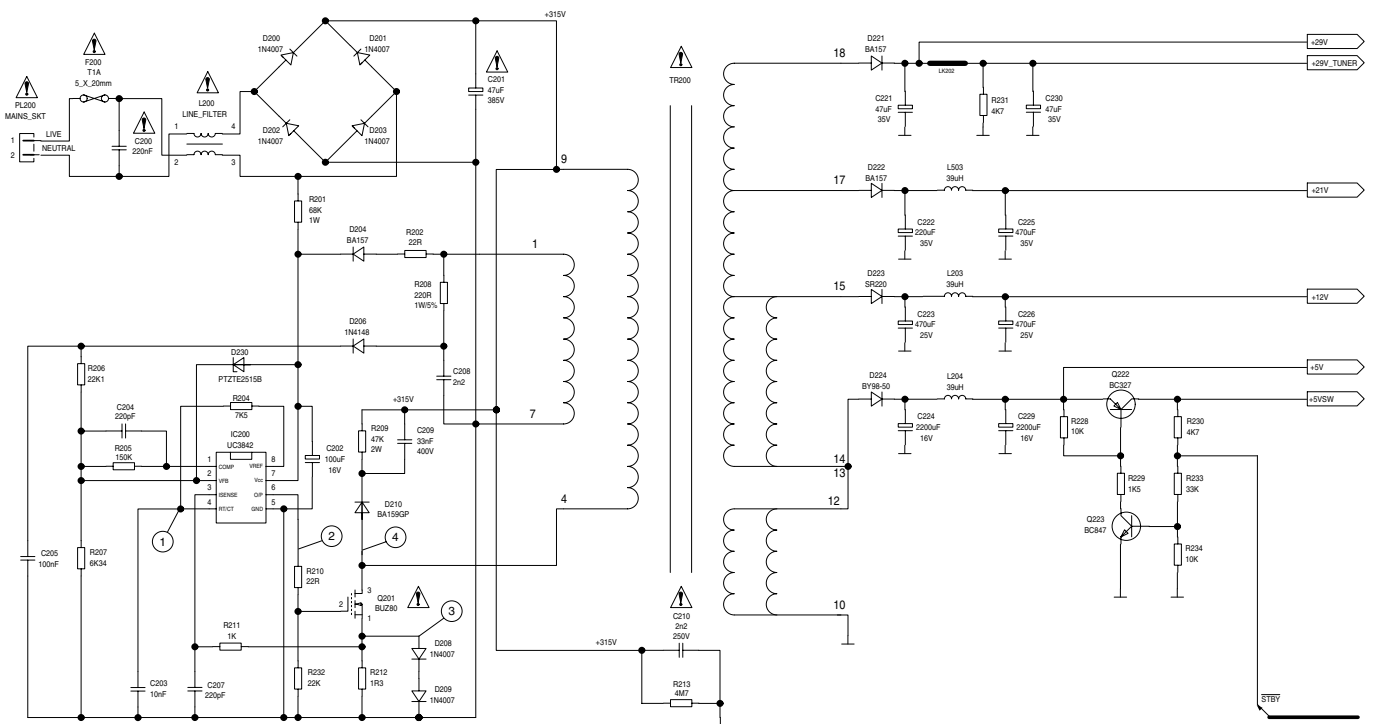 +315V
D200
1N4007
D201
1N4007
F200
T1A
5_X_20mm
PL200
MAINS_SKT
L200
LINE_FILTER
C201
47uF
385V
TR200
18
D221
BA157
+29V
+29V_TUNER
LK202
C221
47uF
35V
R231
4K7
C230
47uF
35V
1
LIVE
2
NEUTRAL
C200
220nF
1
4
2
3
D202
1N4007
D203
1N4007
9
17
D222
BA157
L503
39uH
+21V
C222
220uF
35V
C225
470uF
35V
R201
68K
1W
D204
BA157
R202
22R
1
R208
220R
1W/5%
15
D223
SR220
L203
39uH
+12V
C223
470uF
25V
C226
470uF
25V
D206
1N4148
R206
22K1
D230
PTZTE2515B
C208
2n2
D224
BY98-50
L204
39uH
Q222
BC327
+5V
+5VSW
C204
220pF
R204
7K5
+315V
7
C224
2200uF
16V
C229
2200uF
16V
R228
10K
R230
4K7
R205
150K
IC200
UC3842
C202
100uF
16V
R209
47K
2W
C209
33nF
400V
1
COMP
VREF
8
2
VFB
Vcc
7
3
ISENSE
O/P
6
4
RT/CT
GND
5
14
13
12
R229
1K5
R233
33K
D210
BA159GP
4
Q223
BC847
R234
10K
1
2
4
C205
100nF
R207
6K34
R210
22R
3
2
1
Q201
BUZ80
3
C210
2n2
250V
10
R211
1K
+315V
D208
1N4007
C203
10nF
C207
220pF
R232
22K
R212
1R3
D209
1N4007
R213
4M7
STBY